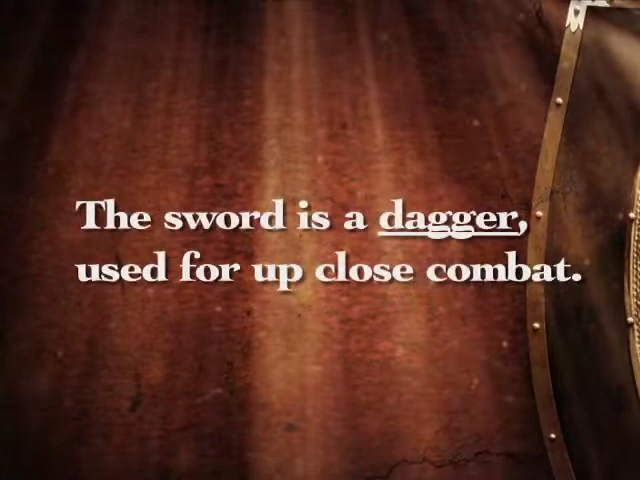 The sword is a dagger,
used for up close combat.